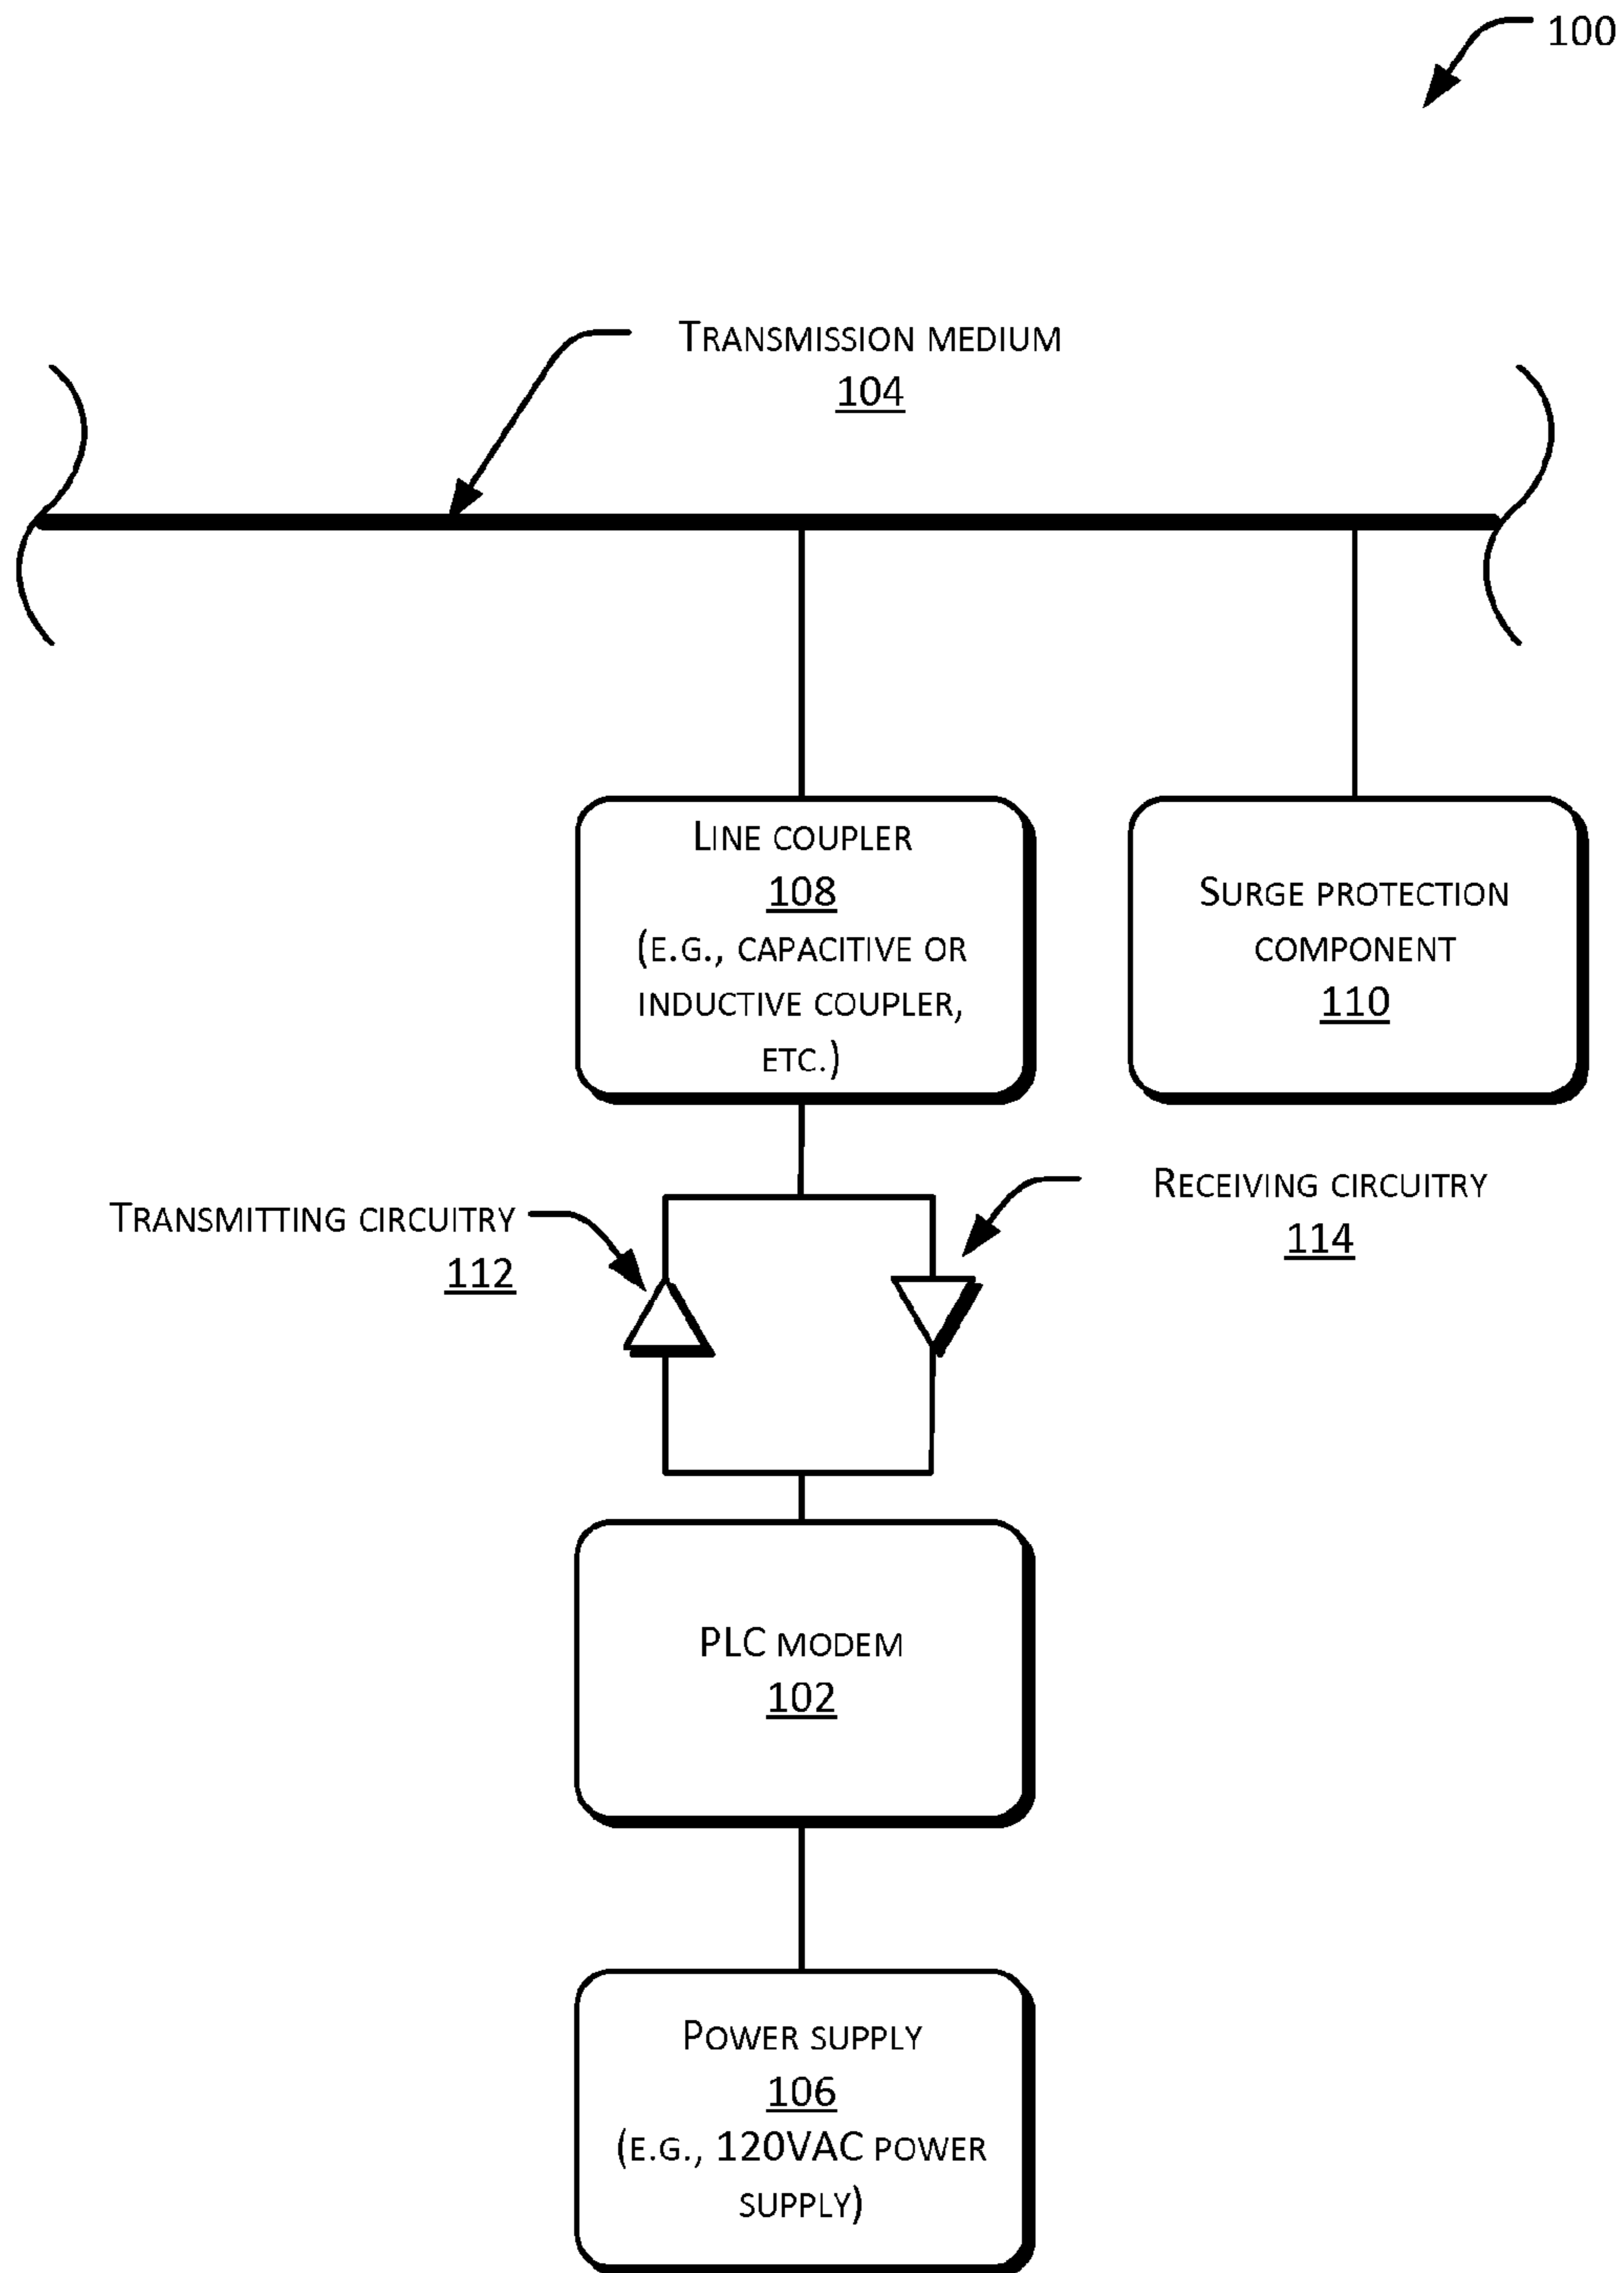 100
TRANSMISSION MEDIUM
104
LINE COUPLER
108
(E.G., CAPACITIVE OR
INDUCTIVE COUPLER,
ETC.)
SURGE PROTECTION
COMPONENT
110
TRANSMITTING CIRCUITRY
112
RECEIVING CIRCUITRY
114
PLC MODEM
102
POWER SUPPLY
106
(E.G., 120VAC POWER
SUPPLY)